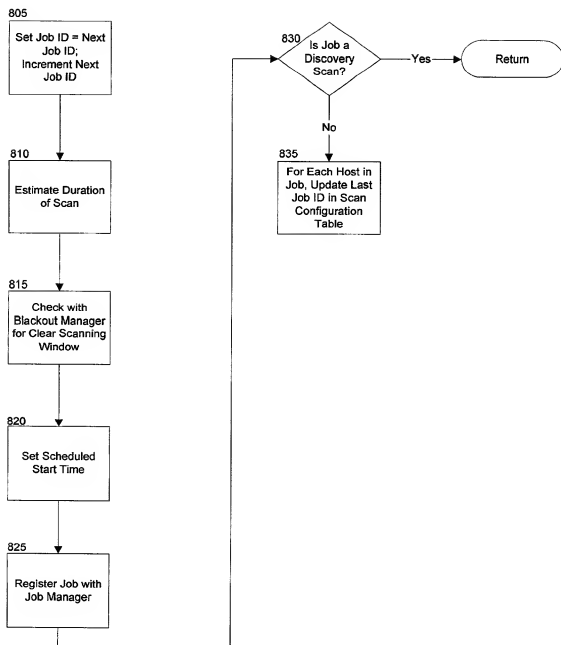 805
Set Job ID = Next
Job ID;
Increment Next
Job ID
810
Estimate Duration
of Scan
815
Check with
Blackout Manager
for Clear Scanning
Window
820
Set Scheduled
Start Time
825
Register Job with
Job Manager
830
Is Job a
Discovery
Scan?
Yes
Return
No
835
For Each Host in
Job, Update Last
Job ID in Scan
Configuration
Table